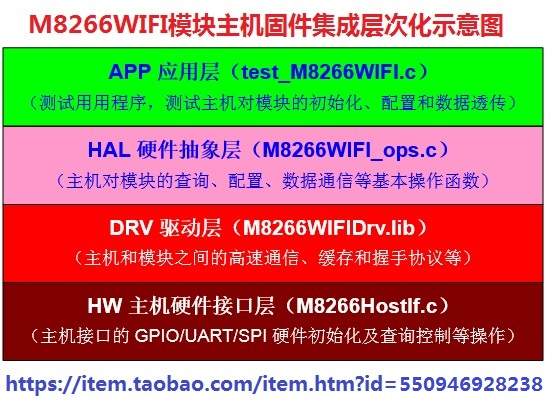 M8266WIFI模块主机固件集成层次化示意图
APP 应用层（test_M8266WIFI.c）
（测试用用程序，测试主机对模块的初始化、配置和数据透传）
HAL 硬件抽象层（M8266WIFI_ops.c）
（主机对模块的查询、配置、数据通信等基本操作函数）
DRV 驱动层（M8266WIFIDrv.lib）
（主机和模块之间的高速通信、缓存和握手协议等）
HW 主机硬件接口层（M8266HostIf.c）
（主机接口的 GPIO/UART/SPI 硬件初始化及查询控制等操作）
https://item.taobao.com/item.htm?id=550946928238